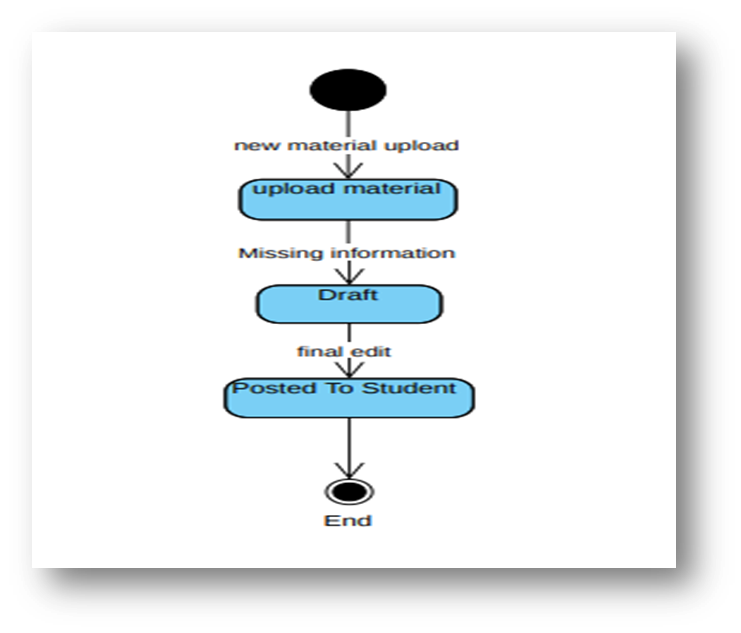 new material upload
upload material
Missing information
Draft
final edit
Posted To Student
End